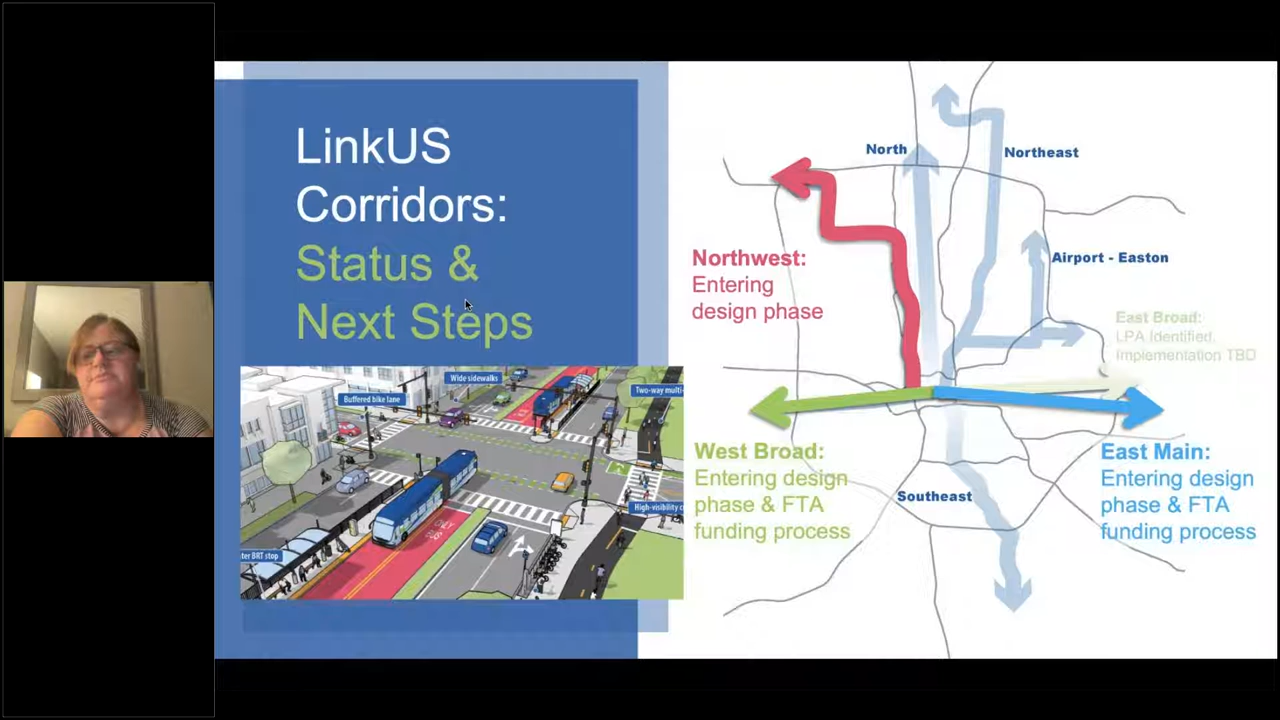 LinkUS
Corridors:
Status &
Next Steps
Wide sidewalks
Buffered bike lane
Two-way multi-
High-visibility c
ter BRT stop
ONLY
North
Northeast
Northwest:
Entering
design phase
Airport - Easton
East Broad:
LPA Identified,
Implementation TBD
West Broad:
Entering design
phase & FTA
funding process
Southeast
East Main:
Entering design
phase & FTA
funding process